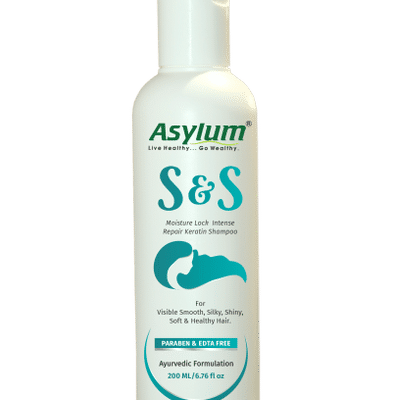 Asylum®
Live Healthy... Go Wealthy.
S&S
Moisture Lock Intense
Repair Keratin Shampoo
For
Visible Smooth, Silky, Shiny,
Soft & Healthy Hair.
PARABEN & EDTA FREE
Ayurvedic Formulation
200 ML/6.76 fl oz